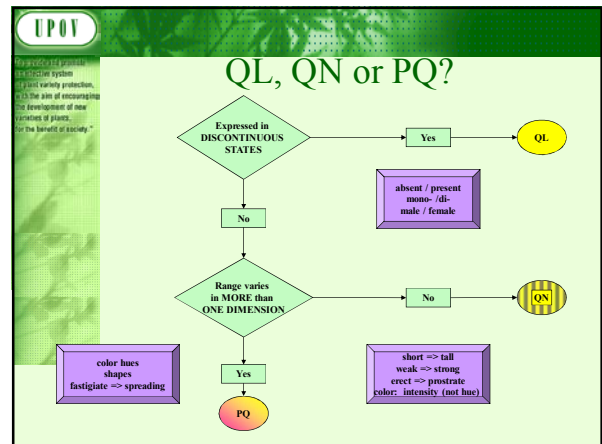 UPOV
"To provide and promote
an effective system
of plant variety protection,
with the aim of encouraging
the development of new
varieties of plants,
for the benefit of society."
QL, QN or PQ?
Expressed in
DISCONTINUOUS
STATES
Yes
QL
absent / present
mono- /di-
male / female
No
Range varies
in MORE than
ONE DIMENSION
No
QN
color hues
shapes
fastigiate => spreading
Yes
short => tall
weak => strong
erect => prostrate
color: intensity (not hue)
PQ